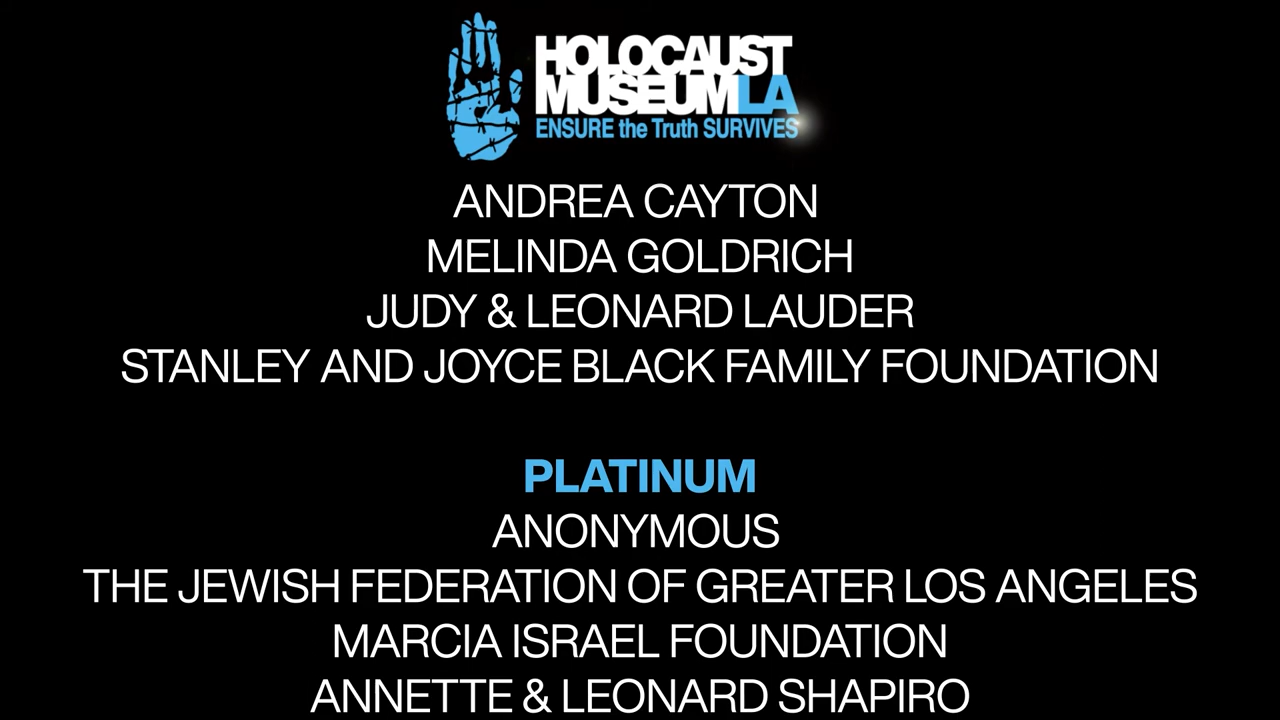 HOLOCAUST
MUSEUMLA
ENSURE the Truth SURVIVES
ANDREA CAYTON
MELINDA GOLDRICH
JUDY & LEONARD LAUDER
STANLEY AND JOYCE BLACK FAMILY FOUNDATION
PLATINUM
ANONYMOUS
THE JEWISH FEDERATION OF GREATER LOS ANGELES
MARCIA ISRAEL FOUNDATION
ANNETTE & LEONARD SHAPIRO